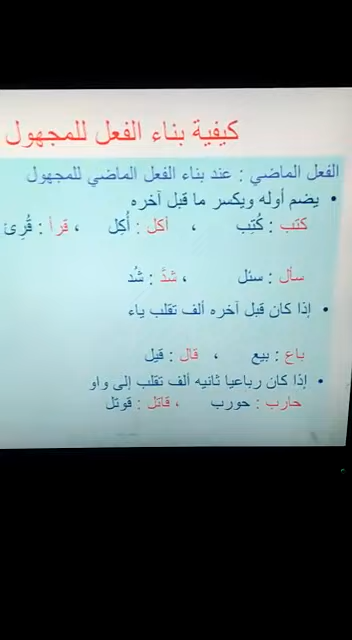 كيفية بناء الفعل للمجهول
الفعل الماضي : عند بناء الفعل الماضي للمجهول
• يضم أوله ويكسر ما قبل آخره
كتب : كُتِب ، أكل : أُكِل ، قرأ : قُرِئ
سأل : سئل ، شدَّ : شُد
• إذا كان قبل آخره ألف تقلب ياء
باع : بيع ، قال : قيل
• إذا كان رباعيا ثانيه ألف تقلب إلى واو
حارب : حورب ، قاتل : قوتل